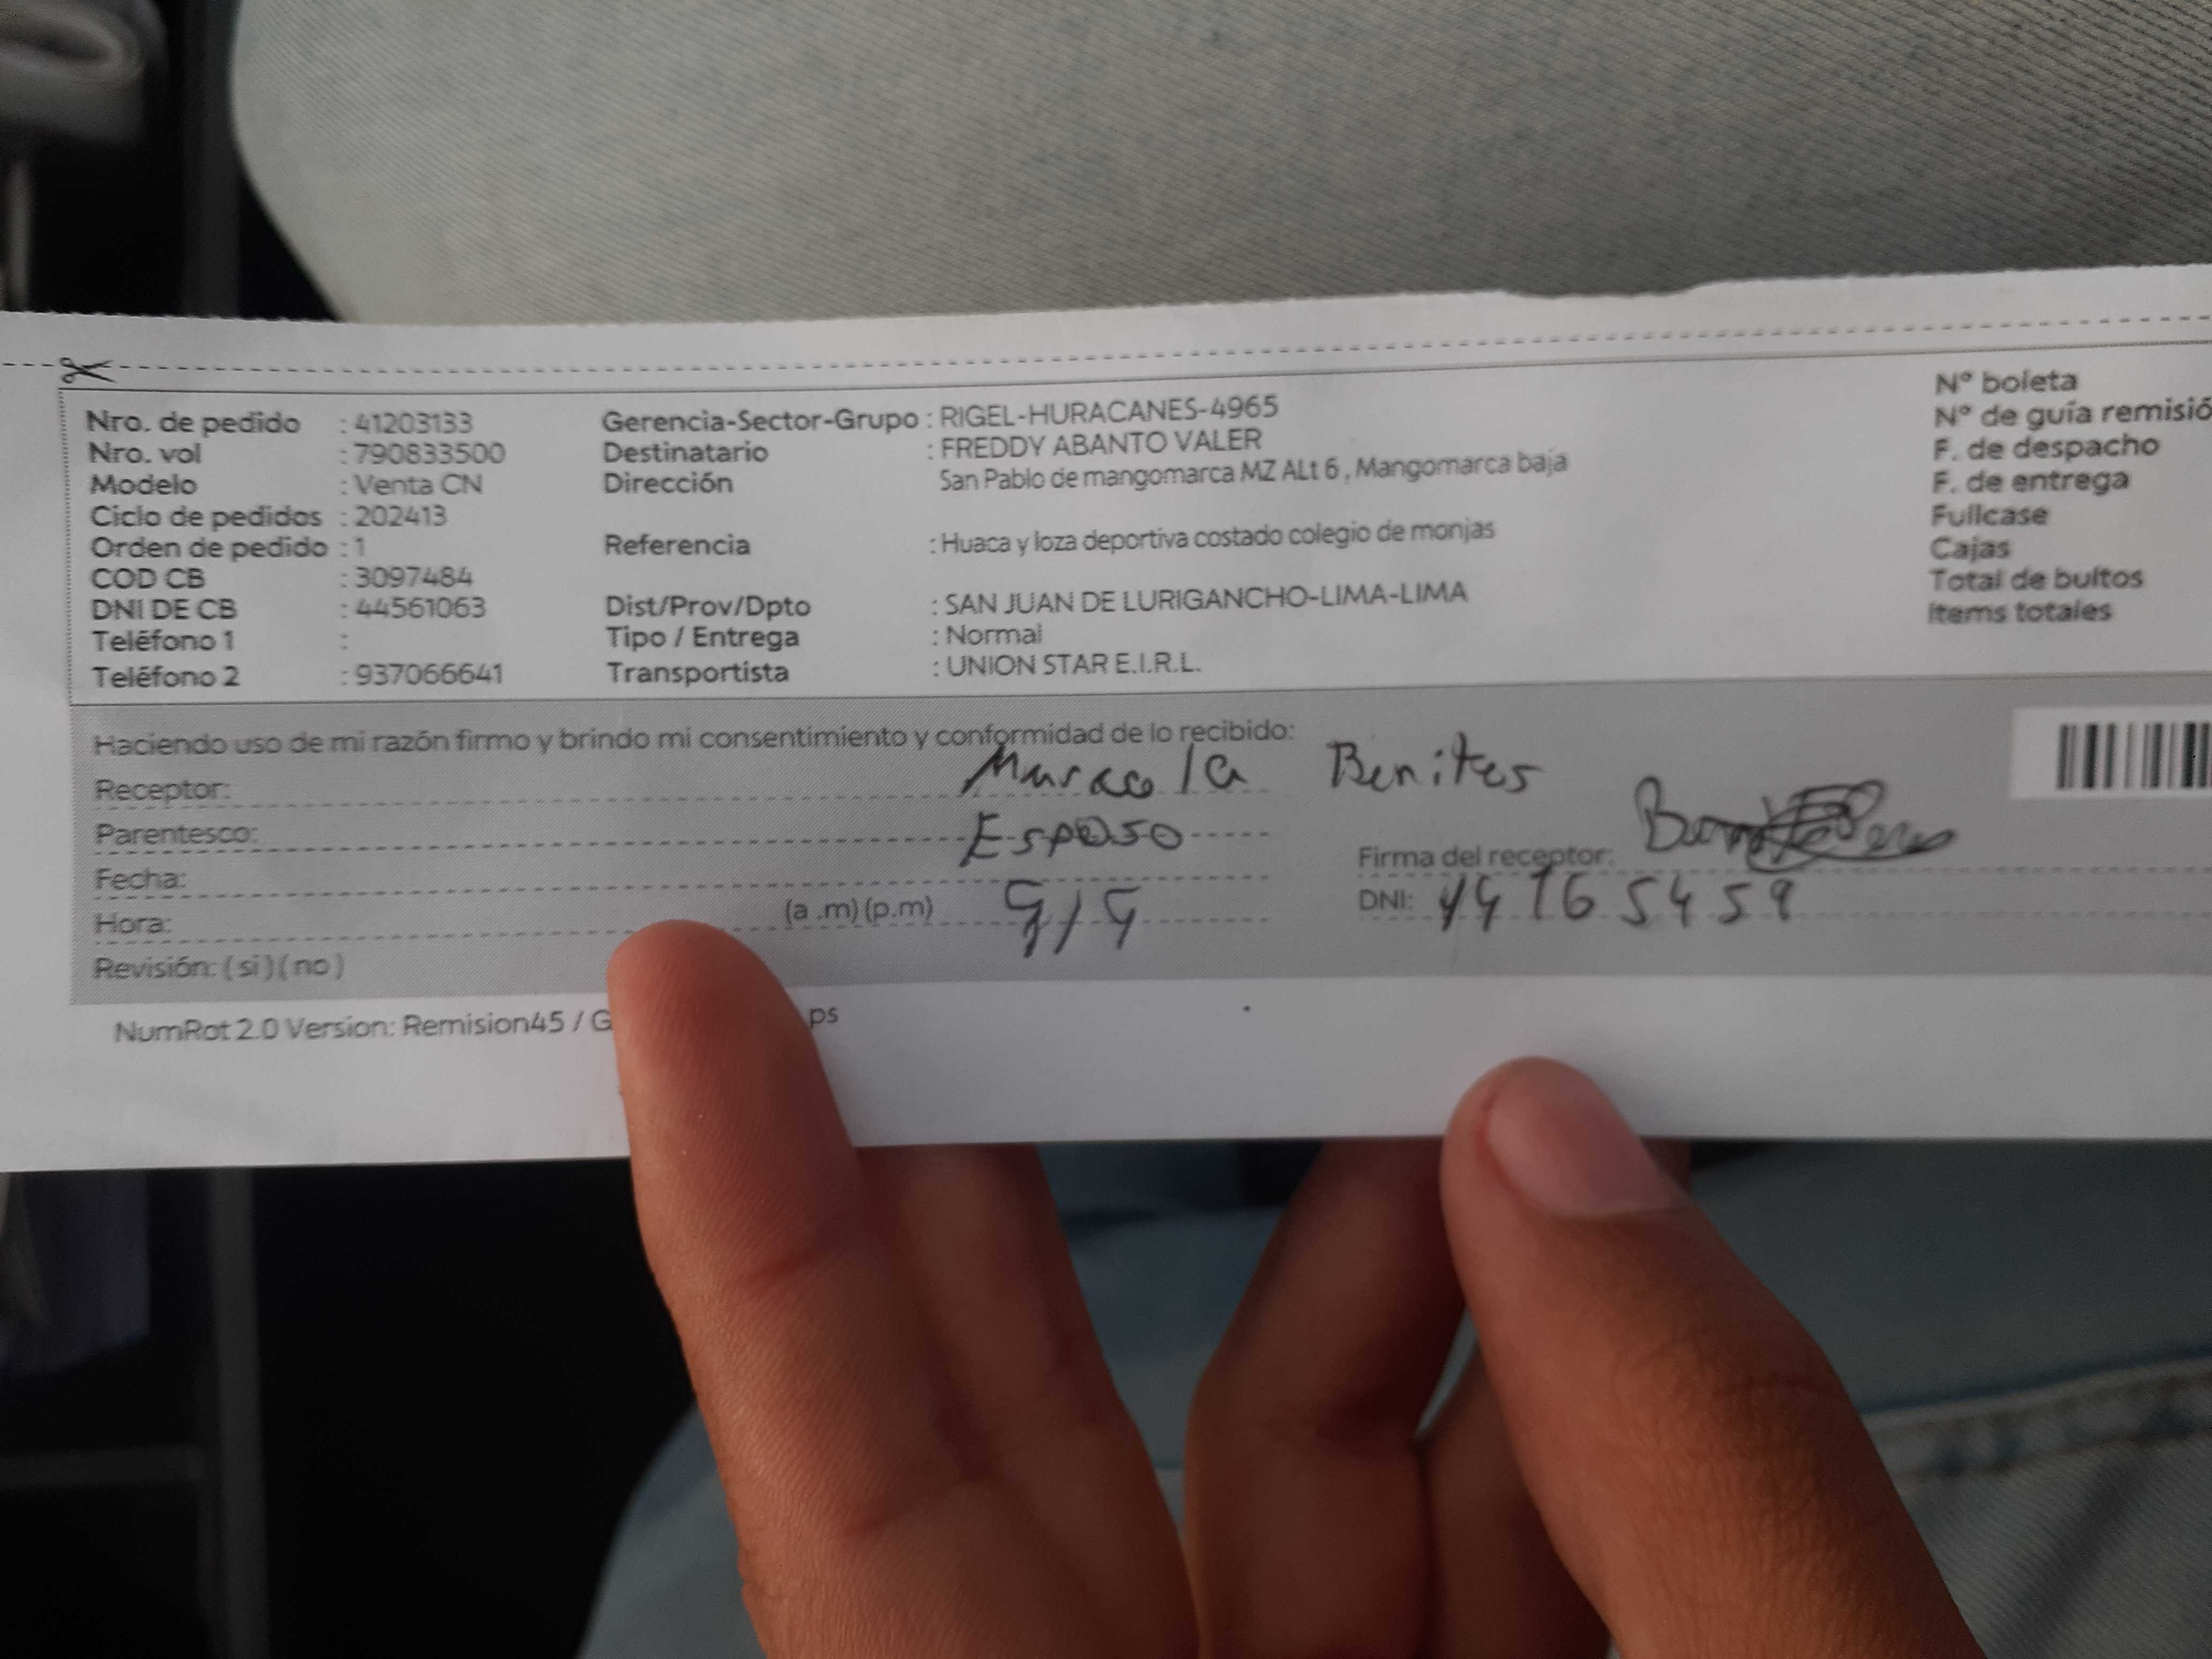 Nro. de pedido : 41203133 Gerencia-Sector-Grupo : RIGEL-HURACANES-4965 N° boleta
Nro. vol : 790833500 Destinatario : FREDDY ABANTO VALER N° de guía remisió
Modelo : Venta CN Dirección San Pablo de mangomarca MZ ALt 6 , Mangomarca baja F. de despacho
Ciclo de pedidos : 202413 F. de entrega
Orden de pedido : 1 Referencia : Huaca y loza deportiva costado colegio de monjas Fullcase
COD CB : 3097484 Cajas
DNI DE CB : 44561063 Dist/Prov/Dpto : SAN JUAN DE LURIGANCHO-LIMA-LIMA Total de bultos
Teléfono 1 : Tipo / Entrega : Normal Items totales
Teléfono 2 : 937066641 Transportista : UNION STAR E.I.R.L.
Haciendo uso de mi razón firmo y brindo mi consentimiento y conformidad de lo recibido:
Receptor: Benites
Parentesco: Esposo
Firma del receptor:
Fecha:
DNI: 44165459
Hora: (a .m) (p.m)
Revisión: ( si ) ( no )
NumRot 2.0 Version: Remision45 / G ps